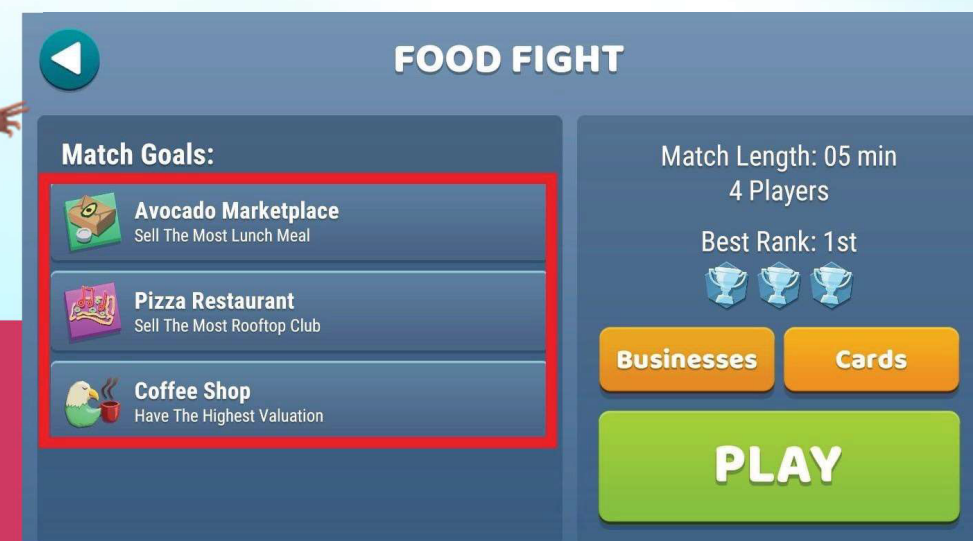 FOOD FIGHT
Match Goals:
Avocado Marketplace
Sell The Most Lunch Meal
Pizza Restaurant
Sell The Most Rooftop Club
Coffee Shop
Have The Highest Valuation
Match Length: 05 min
4 Players
Best Rank: 1st
Businesses
Cards
PLAY